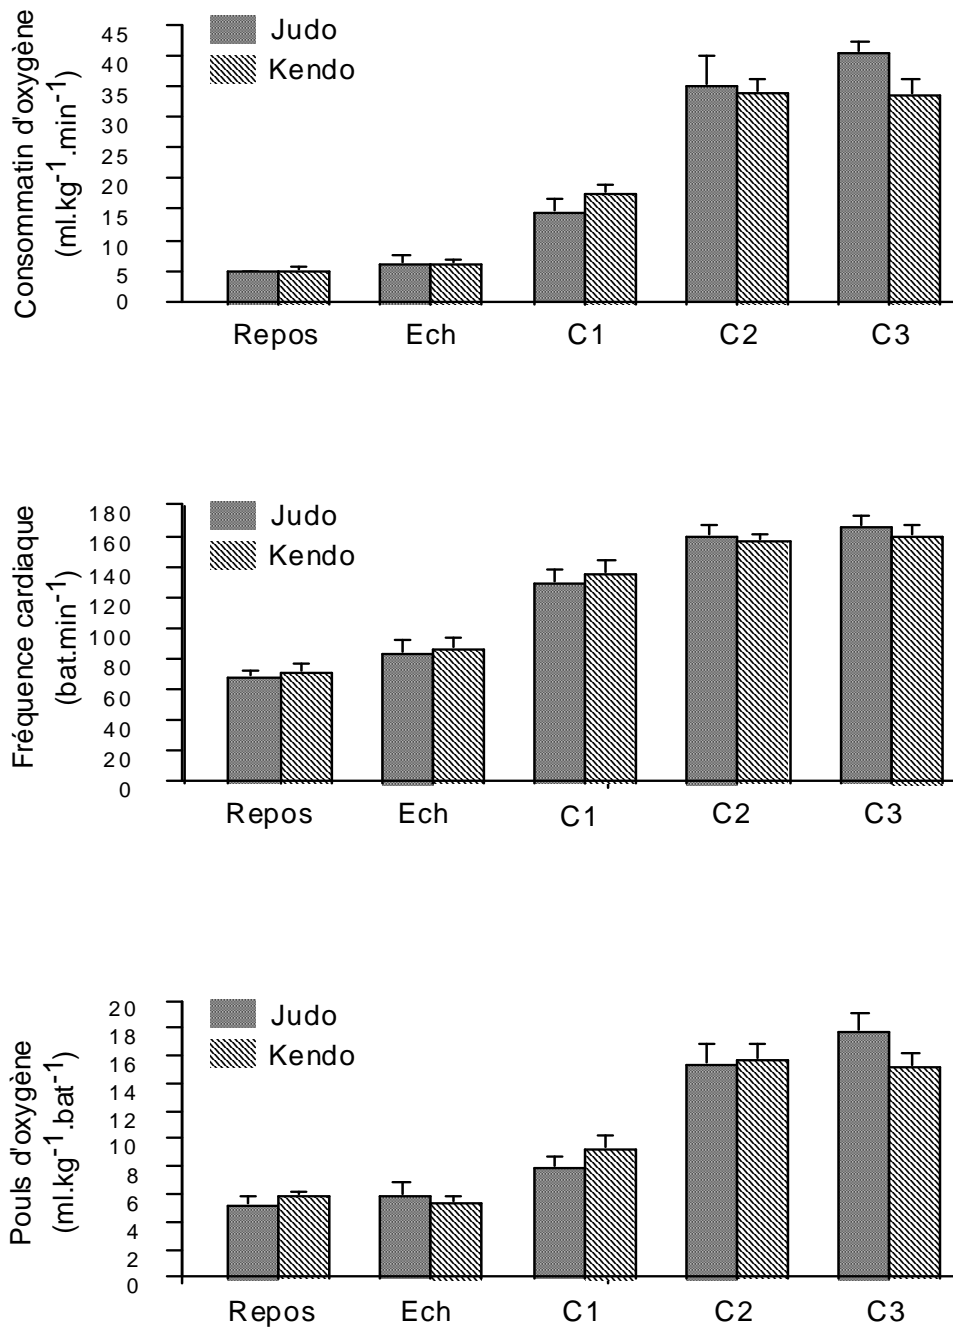 Consommatin d'oxygène
(ml.kg-1.min-1)
45
40
35
30
25
20
15
10
5
0
Judo
Kendo
Repos Ech C1 C2 C3
Fréquence cardiaque
(bat.min-1)
180
160
140
120
100
80
60
40
20
0
Judo
Kendo
Repos Ech C1 C2 C3
Pouls d'oxygène
(ml.kg-1.bat-1)
20
18
16
14
12
10
8
6
4
2
0
Judo
Kendo
Repos Ech C1 C2 C3